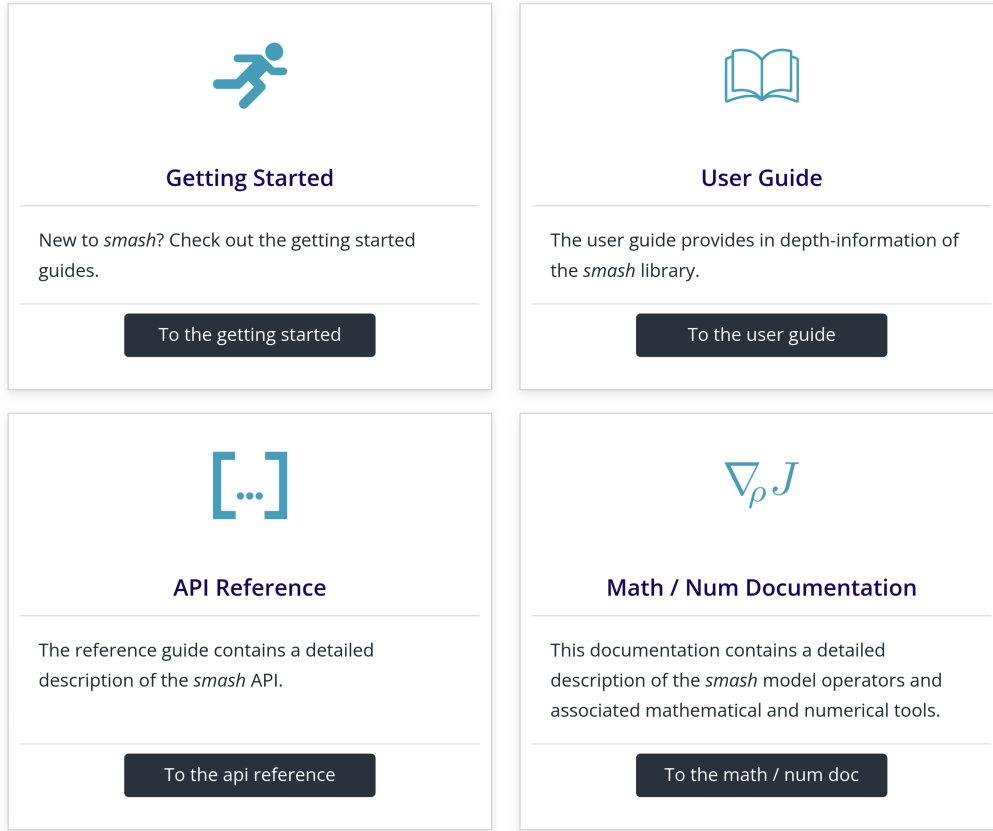 Getting Started
New to smash? Check out the getting started
guides.
To the getting started
User Guide
The user guide provides in depth-information of
the smash library.
To the user guide
[...]
API Reference
The reference guide contains a detailed
description of the smash API.
To the api reference
∇ρJ
Math / Num Documentation
This documentation contains a detailed
description of the smash model operators and
associated mathematical and numerical tools.
To the math / num doc